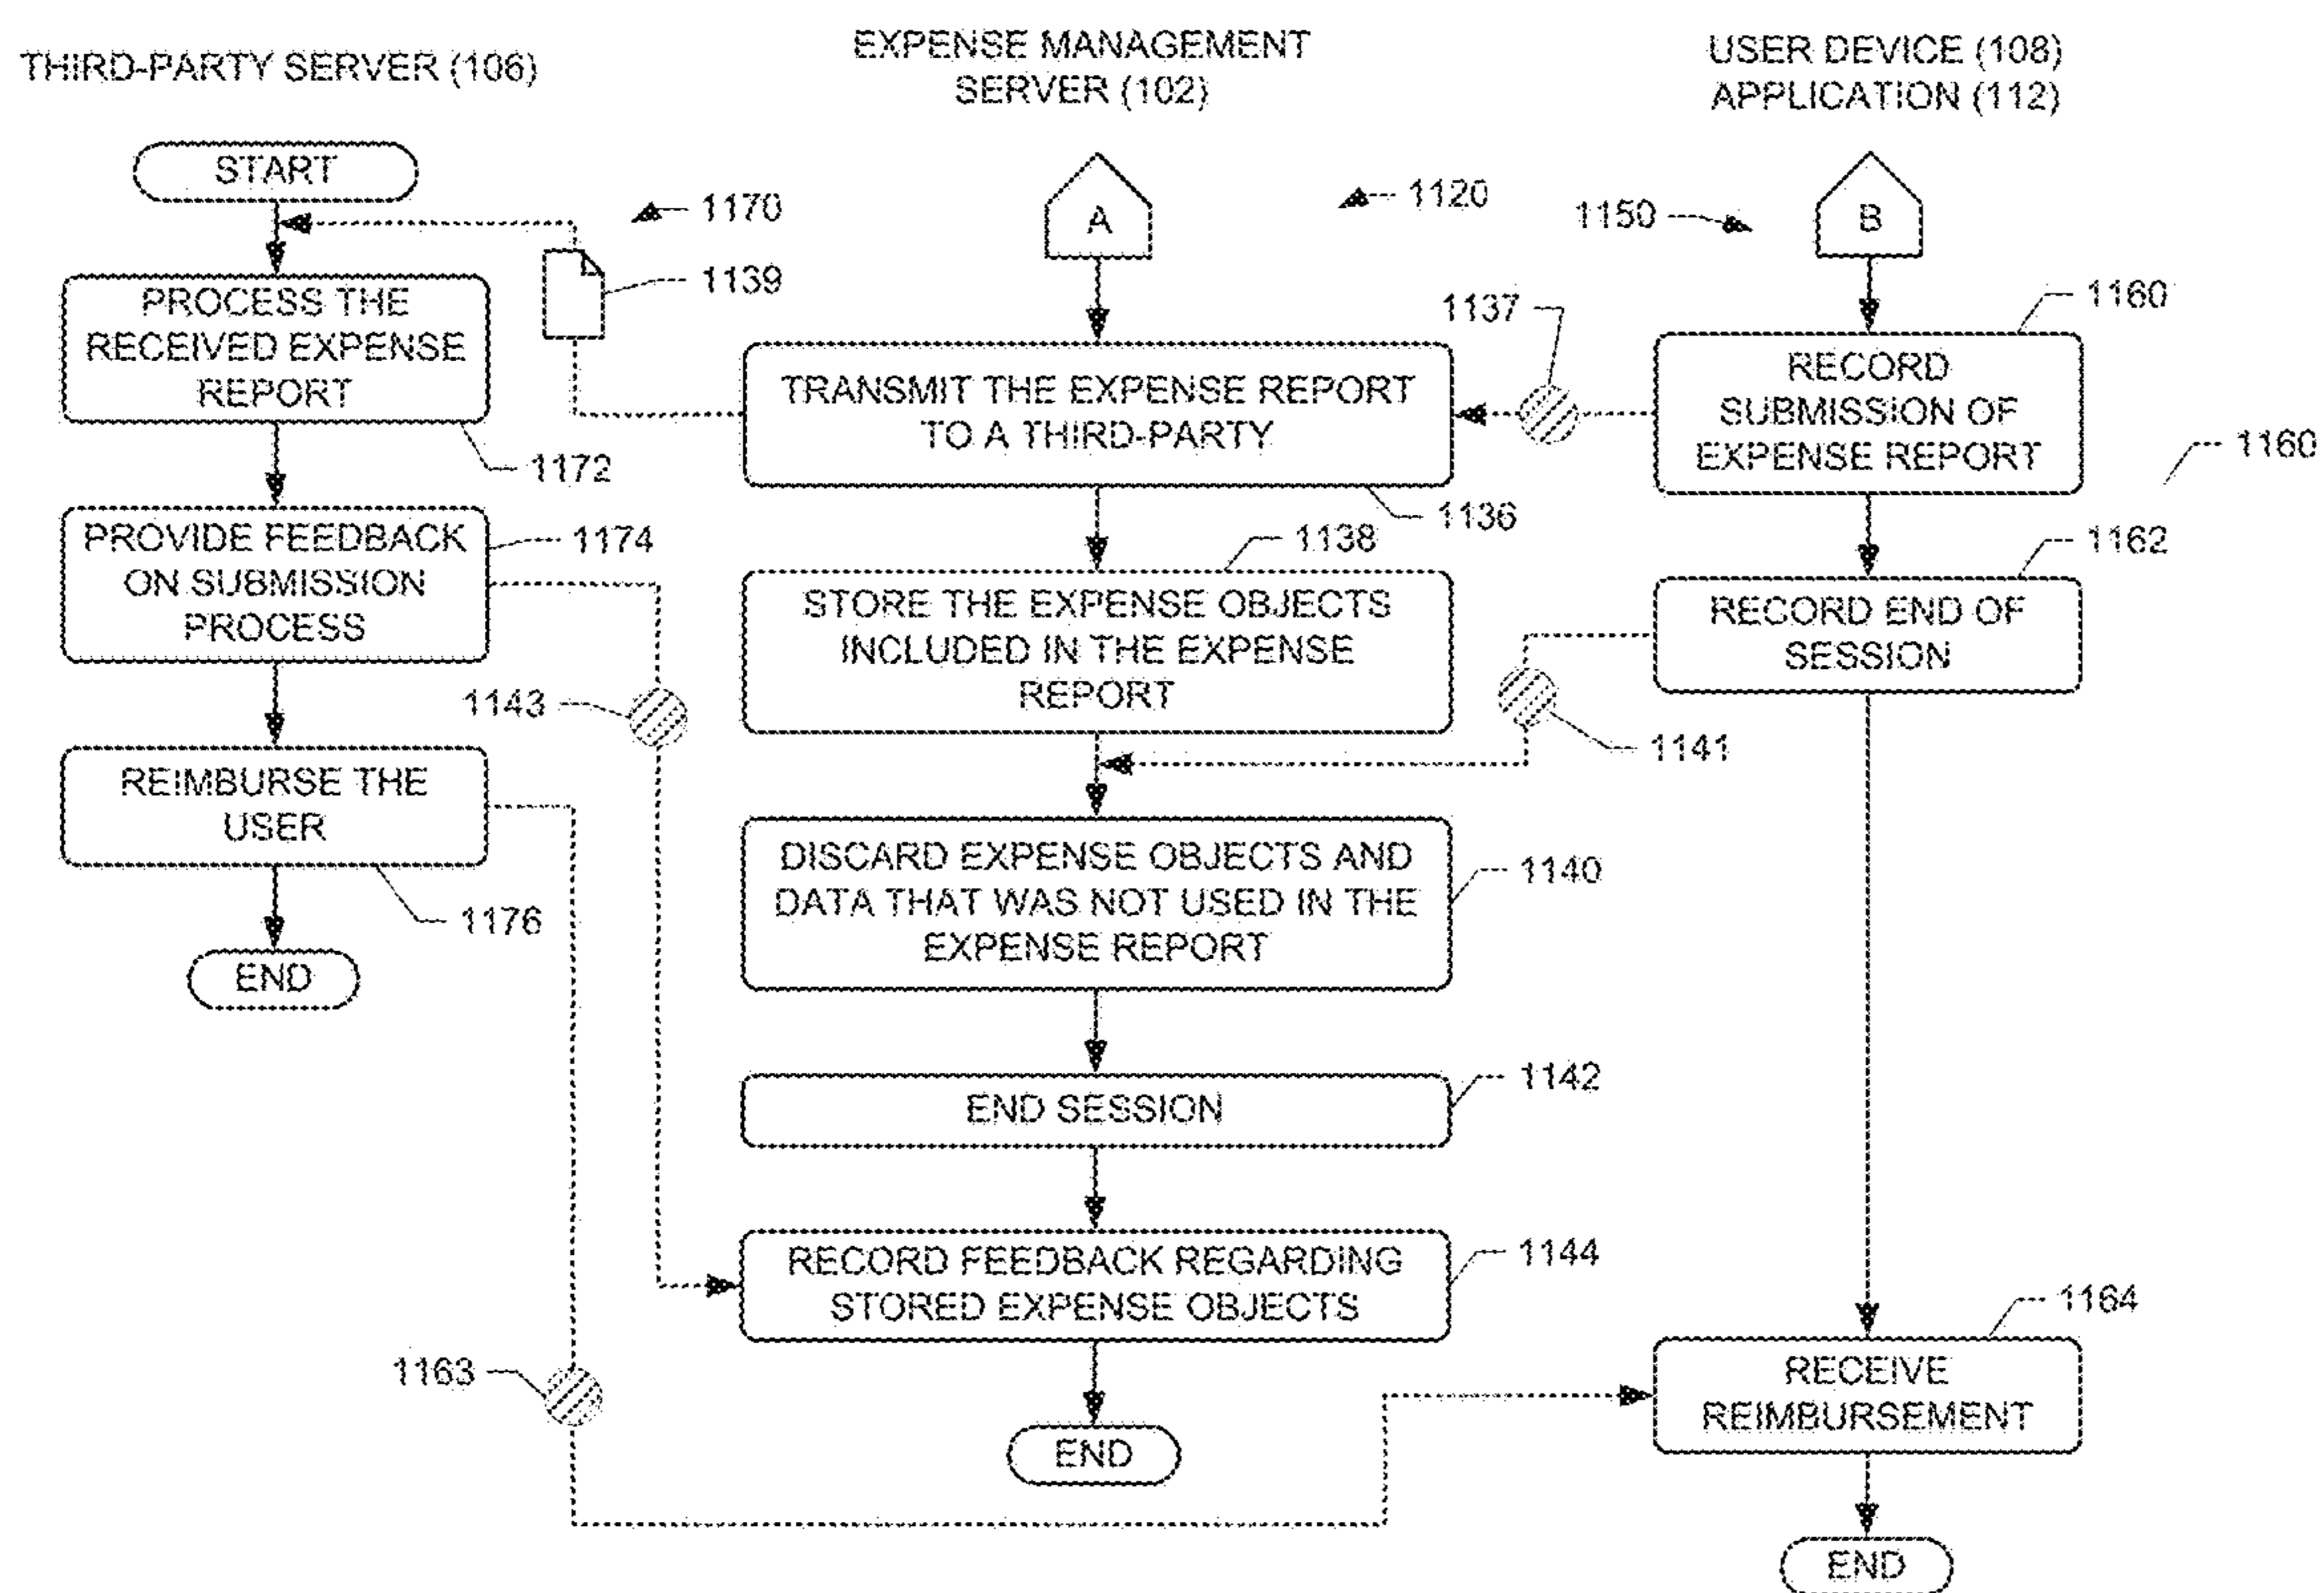 THIRD-PARTY SERVER (106)
EXPENSE MANAGEMENT
SERVER (102)
USER DEVICE (108)
APPLICATION (112)
START
1170
A
1120
1150
B
1139
PROCESS THE
RECEIVED EXPENSE
REPORT
1172
TRANSMIT THE EXPENSE REPORT
TO A THIRD-PARTY
1136
1137
1160
RECORD
SUBMISSION OF
EXPENSE REPORT
1160
PROVIDE FEEDBACK
ON SUBMISSION
PROCESS
1174
1138
STORE THE EXPENSE OBJECTS
INCLUDED IN THE EXPENSE
REPORT
1162
RECORD END OF
SESSION
1143
1141
REIMBURSE THE
USER
1176
END
DISCARD EXPENSE OBJECTS AND
DATA THAT WAS NOT USED IN THE
EXPENSE REPORT
1140
END SESSION
1142
RECORD FEEDBACK REGARDING
STORED EXPENSE OBJECTS
1144
1163
END
1164
RECEIVE
REIMBURSEMENT
END